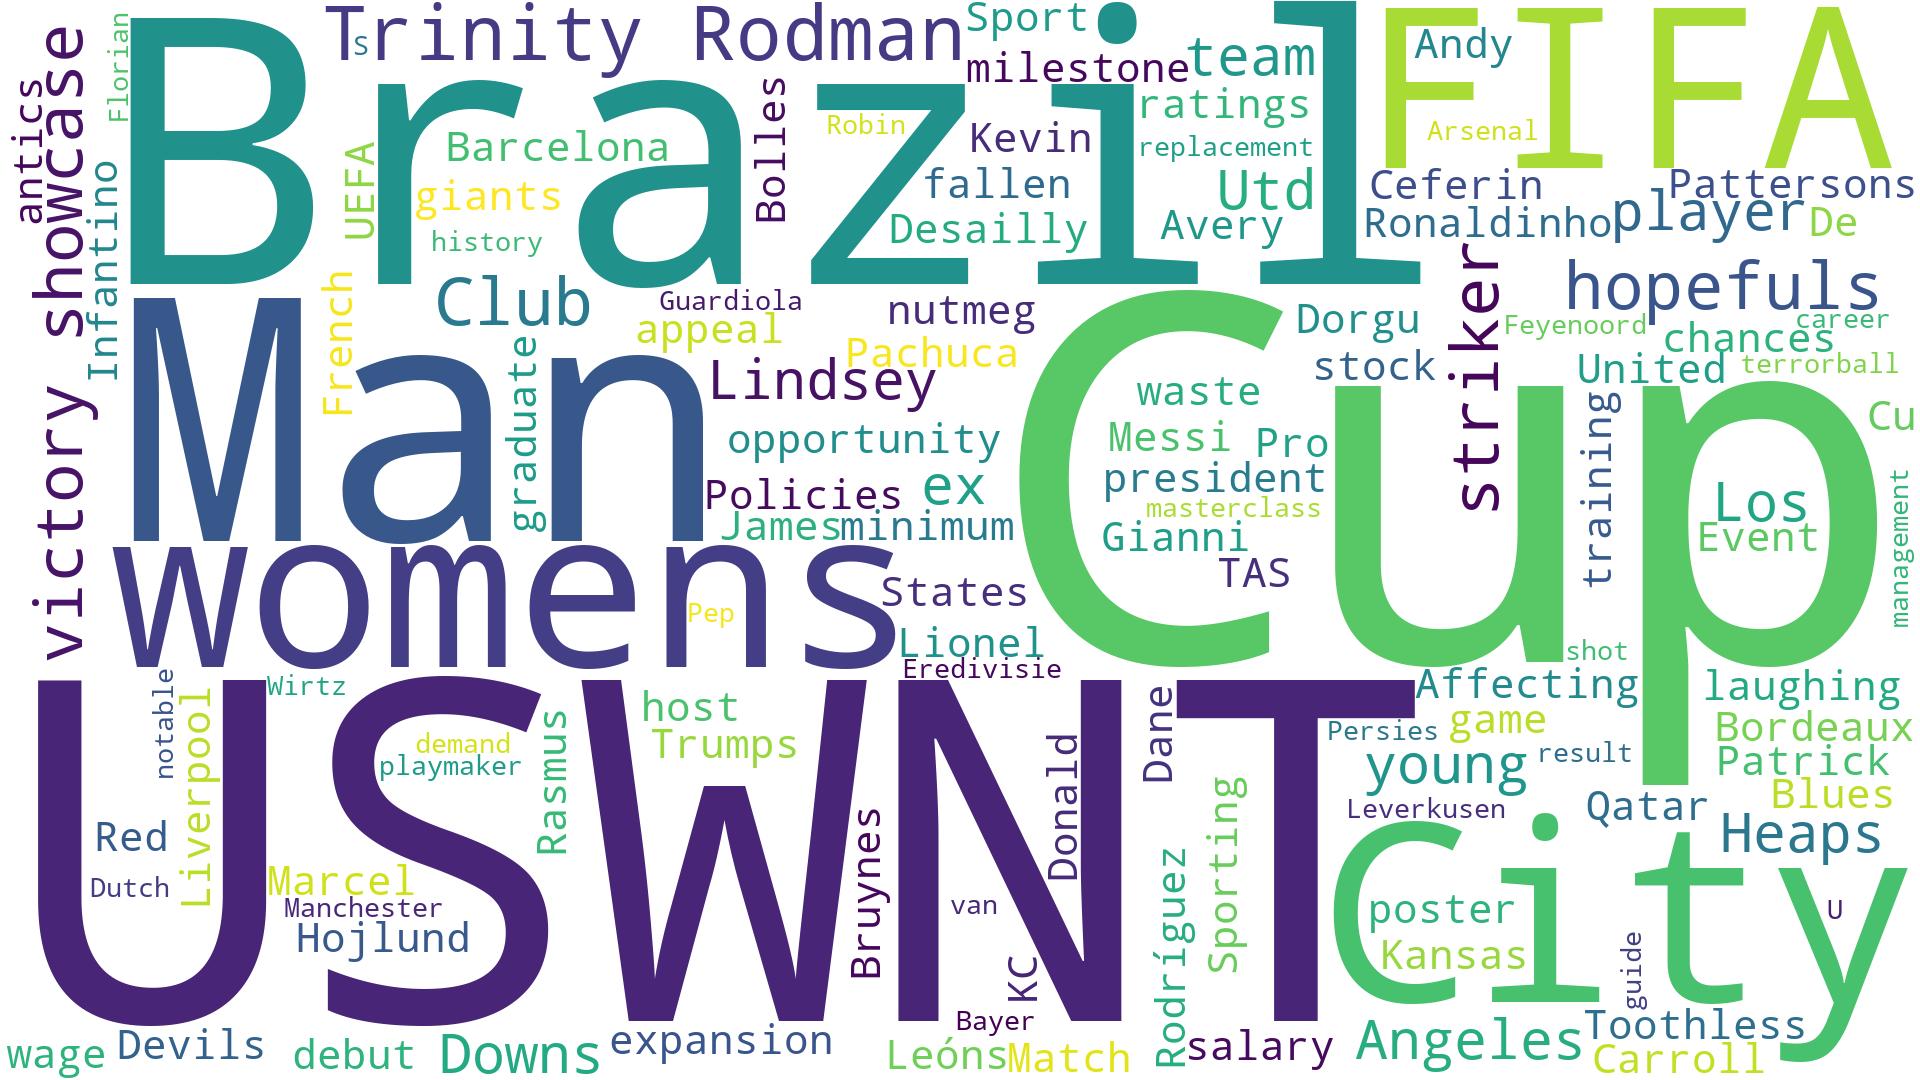 Brazil
FIFA
Man
Cup
womens
USWNT
City
Trinity Rodman
victory showcase
antics
Florian
S
Infantino
Sport
milestone
team
ratings
Andy
Arsenal
Robin
Kevin
replacement
Bolles
Barcelona
UEFA
giants
history
fallen
Utd
Ceferin
Pattersons
Desailly
Avery
Ronaldinho
player
De
French
Club
Guardiola
nutmeg
appeal
Pachuca
Dorgu
striker
hopefuls
Feyenoord
career
chances
graduate
Lindsey
stock
United
terrorball
waste
training
Cu
opportunity
Messi
Pro
Policies
ex
president
masterclass
Los
Event
management
James
minimum
Gianni
TAS
States
Pep
Lionel
Eredivisie
shot
notable
Wirtz
Liverpool
host
Trumps
demand
playmaker
Rasmus
Donald
Dane
Affecting
laughing
Persies
game
Bordeaux
young
result
Patrick
Leverkusen
Qatar
Blues
Heaps
Red
Dutch
Marcel
Manchester
Hojlund
Bruynes
van
KC
Rodríguez
Sporting
poster
Kansas
U
guide
Bayer
wage
Devils
debut
Downs
expansion
Leóns
Match
salary
Angeles
Toothless
Carroll